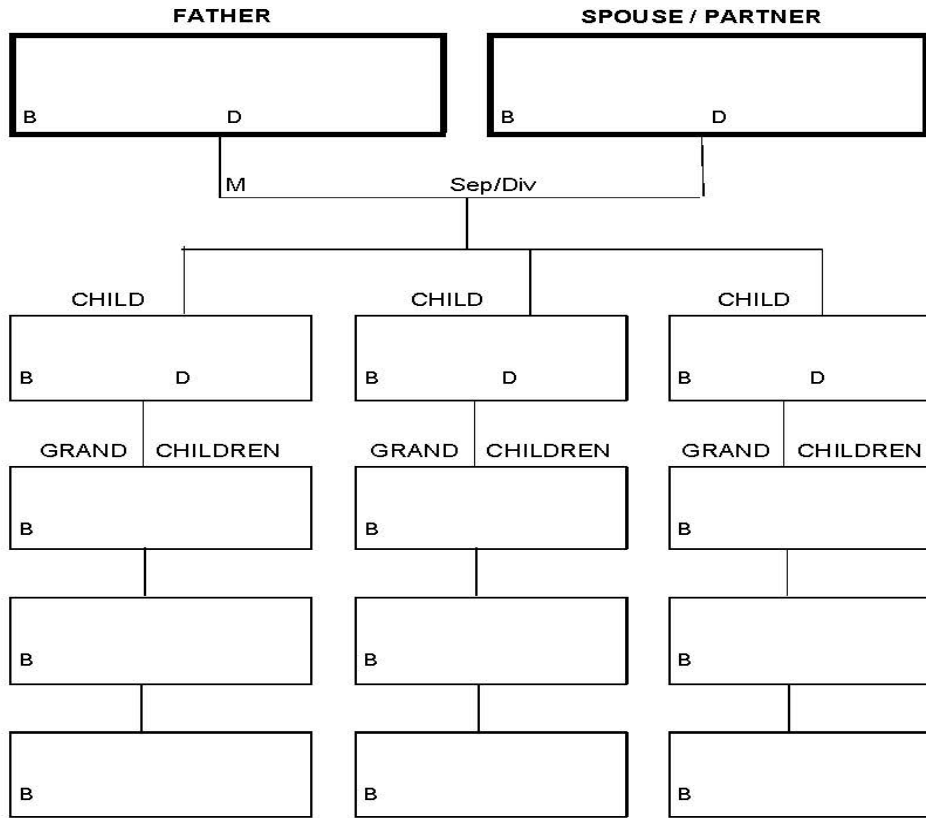 FATHER SPOUSE / PARTNER
B D B D
M Sep/Div
CHILD CHILD CHILD
B D B D B D
GRAND CHILDREN GRAND CHILDREN GRAND CHILDREN
B B B
B B B
B B B